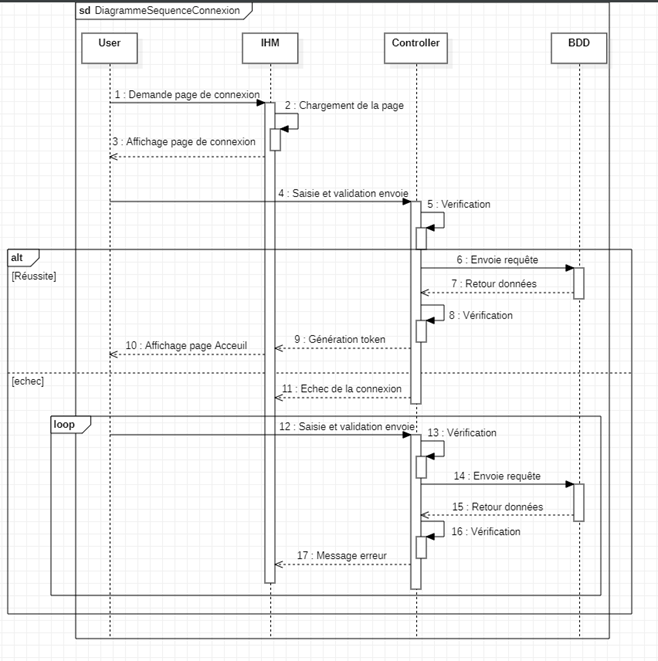 sd DiagrammeSequenceConnexion
User
IHM
Controller
BDD
1 : Demande page de connexion
2 : Chargement de la page
3 : Affichage page de connexion
4 : Saisie et validation envoie
5 : Verification
alt
[Réussite]
6 : Envoie requête
7 : Retour données
8 : Vérification
9 : Génération token
10 : Affichage page Acceuil
[echec]
11 : Echec de la connexion
loop
12 : Saisie et validation envoie
13 : Vérification
14 : Envoie requête
15 : Retour données
16 : Vérification
17 : Message erreur